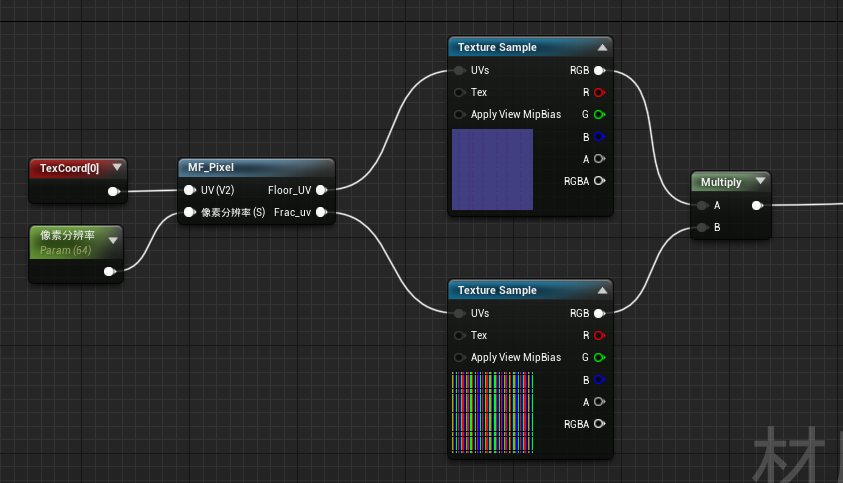 Texture Sample
UVs RGB
Tex R
Apply View MipBias G
B
A
RGBA
TexCoord[0]
MF_Pixel
UV (V2) Floor_UV
像素分辨率 (S) Frac_uv
像素分辨率
Param (64)
Multiply
A
B
Texture Sample
UVs RGB
Tex R
Apply View MipBias G
B
A
RGBA
材